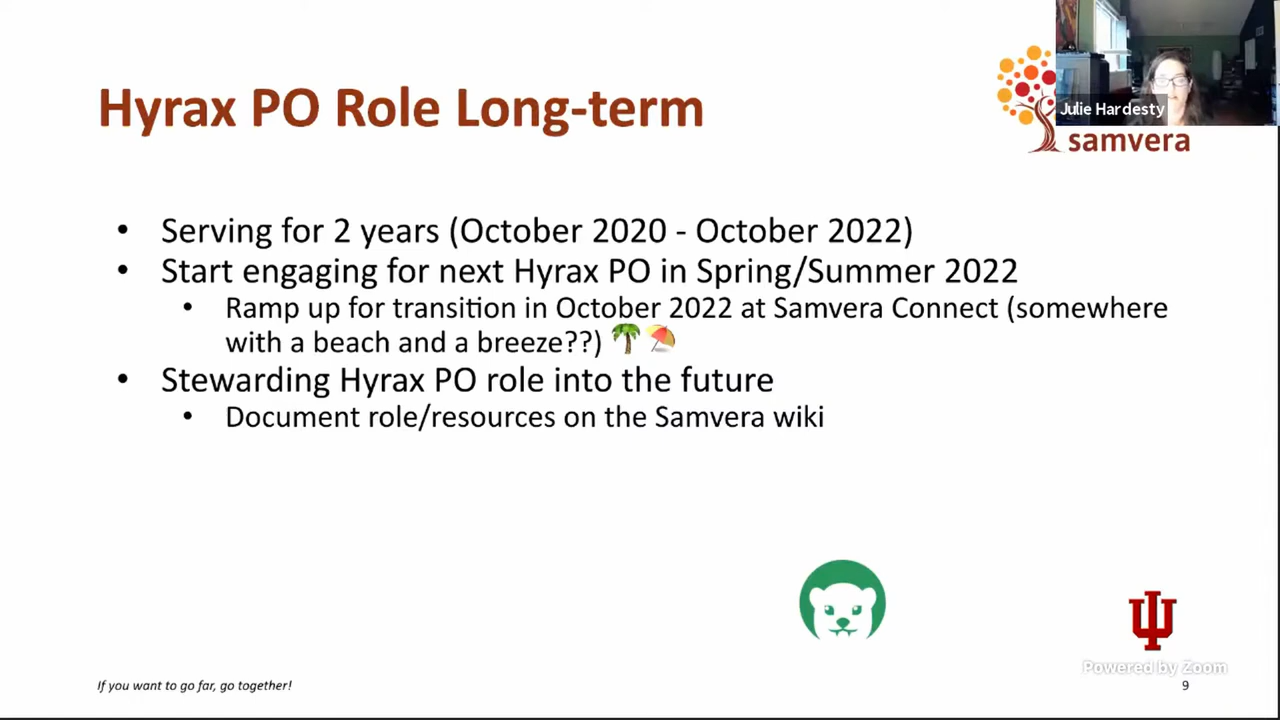 Hyrax PO Role Long-term
Julie Hardesty
samvera
• Serving for 2 years (October 2020 - October 2022)
• Start engaging for next Hyrax PO in Spring/Summer 2022
• Ramp up for transition in October 2022 at Samvera Connect (somewhere
with a beach and a breeze??) 🌴 🏖️
• Stewarding Hyrax PO role into the future
• Document role/resources on the Samvera wiki
Powered by Zoom
If you want to go far, go together!
9